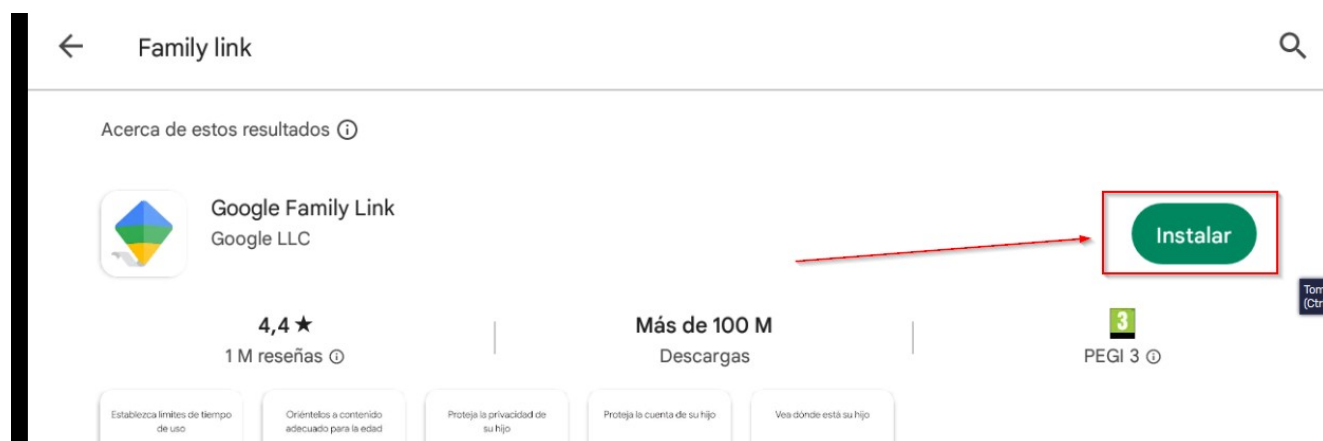 Family link
Acerca de estos resultados
Google Family Link
Google LLC
Instalar
4,4 ★
1 M reseñas
Más de 100 M
Descargas
3
PEGI 3
Establezca límites de tiempo
de uso
Oriéntelos a contenido
adecuado para la edad
Proteja la privacidad de
su hijo
Proteja la cuenta de su hijo
Vea dónde está su hijo